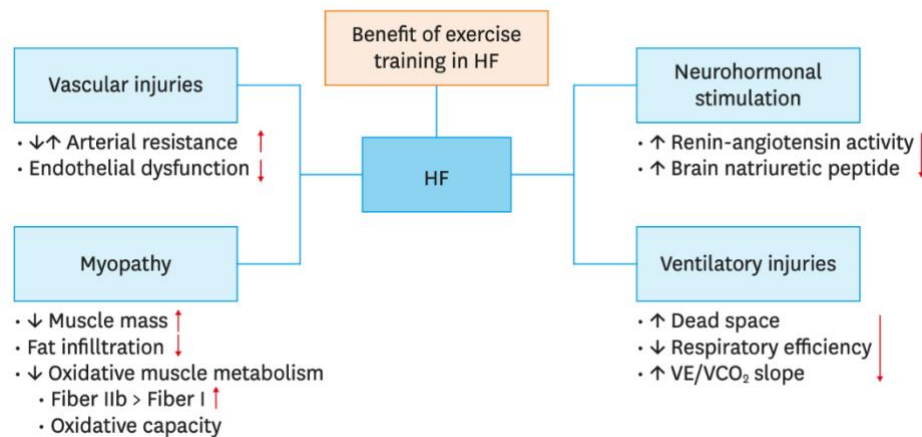 Benefit of exercise
training in HF
Vascular injuries
· ↓↑ Arterial resistance ↑
· Endothelial dysfunction ↓
Neurohormonal
stimulation
· ↑ Renin-angiotensin activity
· ↑ Brain natriuretic peptide ↓
HF
Myopathy
· ↓ Muscle mass ↑
· Fat infilltration ↓
· ↓ Oxidative muscle metabolism
· Fiber IIb > Fiber I ↑
· Oxidative capacity
Ventilatory injuries
· ↑ Dead space
· ↓ Respiratory efficiency
· ↑ VE/VCO₂ slope ↓